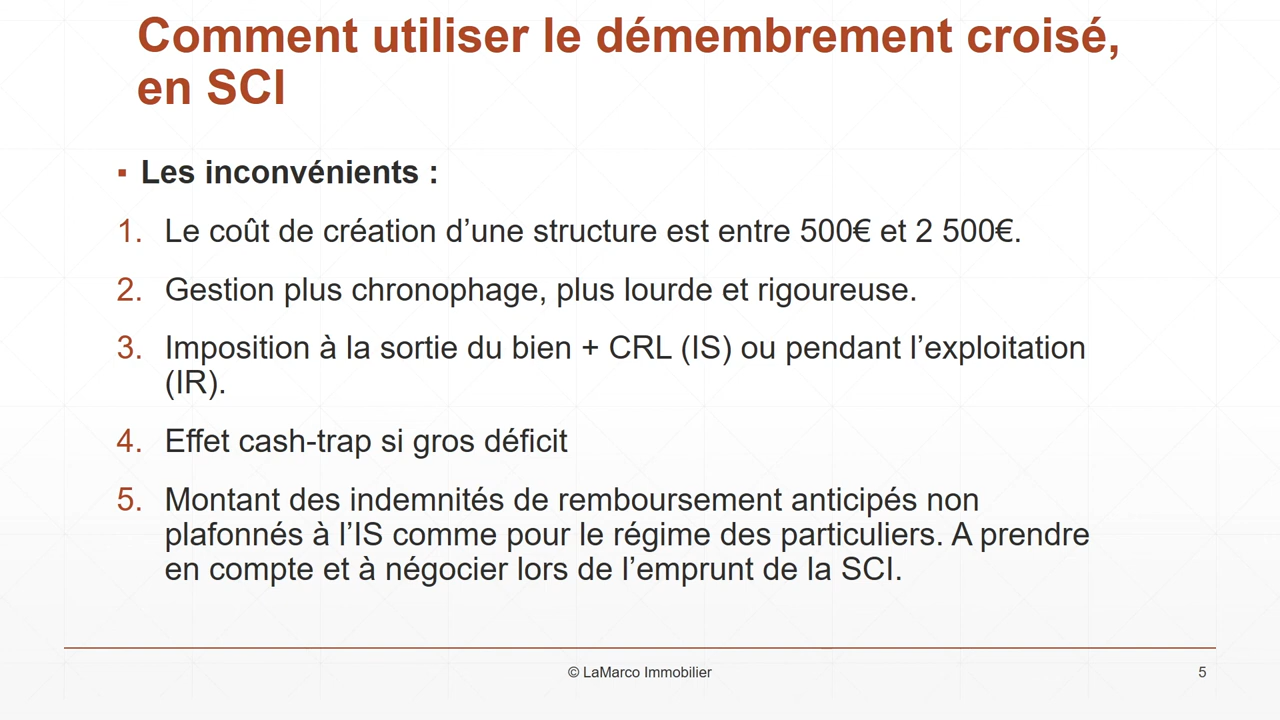 Comment utiliser le démembrement croisé,
en SCI
▪ Les inconvénients :
1. Le coût de création d’une structure est entre 500€ et 2 500€.
2. Gestion plus chronophage, plus lourde et rigoureuse.
3. Imposition à la sortie du bien + CRL (IS) ou pendant l’exploitation
(IR).
4. Effet cash-trap si gros déficit
5. Montant des indemnités de remboursement anticipés non
plafonnés à l’IS comme pour le régime des particuliers. A prendre
en compte et à négocier lors de l’emprunt de la SCI.
© LaMarco Immobilier
5